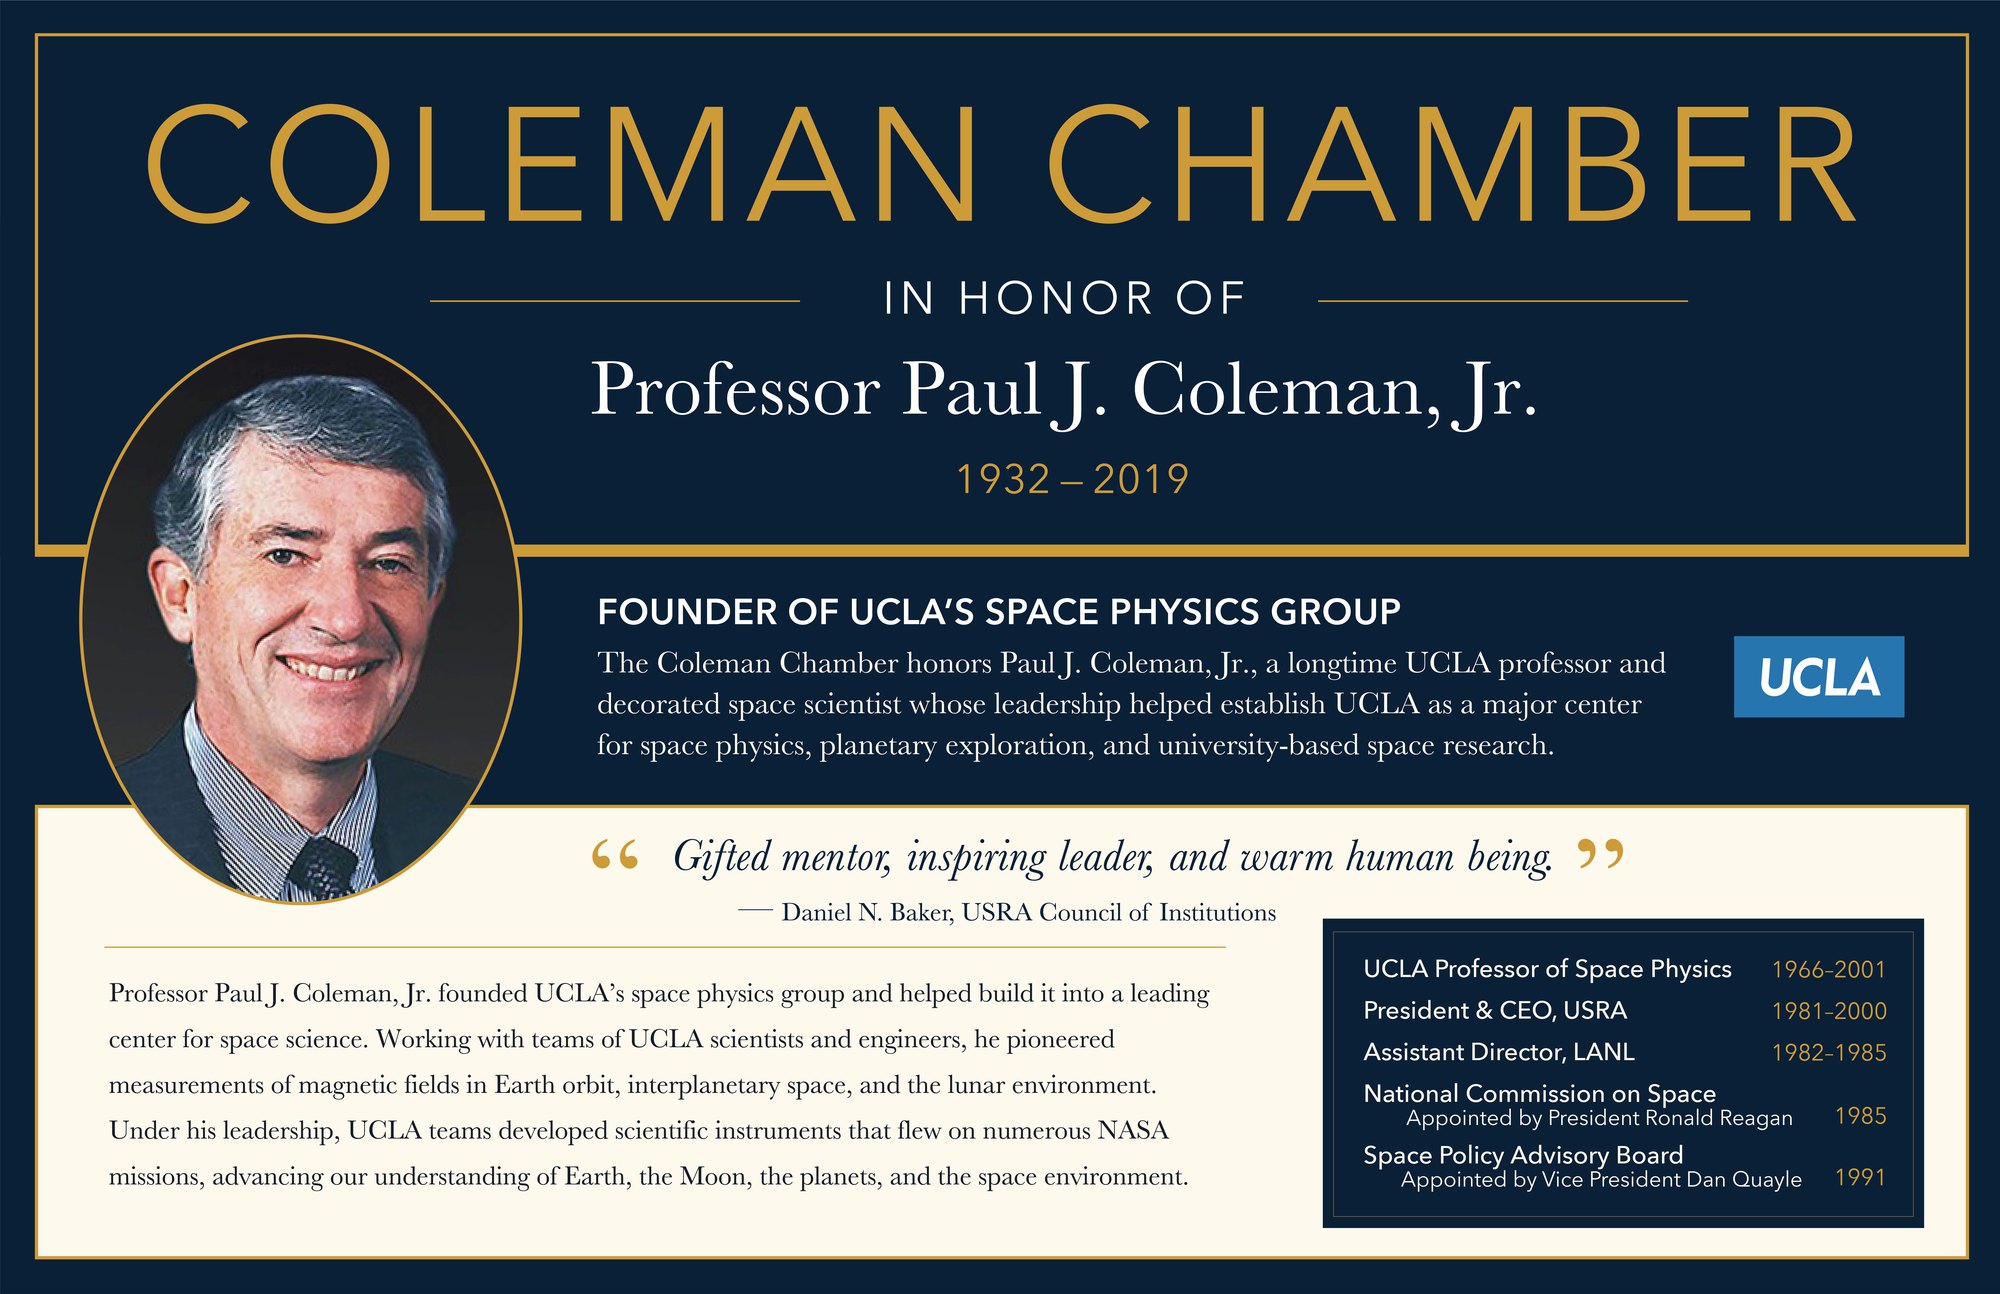 COLEMAN CHAMBER
IN HONOR OF
Professor Paul J. Coleman, Jr.
1932 – 2019
FOUNDER OF UCLA’S SPACE PHYSICS GROUP
The Coleman Chamber honors Paul J. Coleman, Jr., a longtime UCLA professor and
decorated space scientist whose leadership helped establish UCLA as a major center
for space physics, planetary exploration, and university-based space research.
UCLA
“ Gifted mentor, inspiring leader, and warm human being. ”
— Daniel N. Baker, USRA Council of Institutions
Professor Paul J. Coleman, Jr. founded UCLA’s space physics group and helped build it into a leading
center for space science. Working with teams of UCLA scientists and engineers, he pioneered
measurements of magnetic fields in Earth orbit, interplanetary space, and the lunar environment.
Under his leadership, UCLA teams developed scientific instruments that flew on numerous NASA
missions, advancing our understanding of Earth, the Moon, the planets, and the space environment.
UCLA Professor of Space Physics 1966–2001
President & CEO, USRA 1981–2000
Assistant Director, LANL 1982–1985
National Commission on Space
Appointed by President Ronald Reagan 1985
Space Policy Advisory Board
Appointed by Vice President Dan Quayle 1991